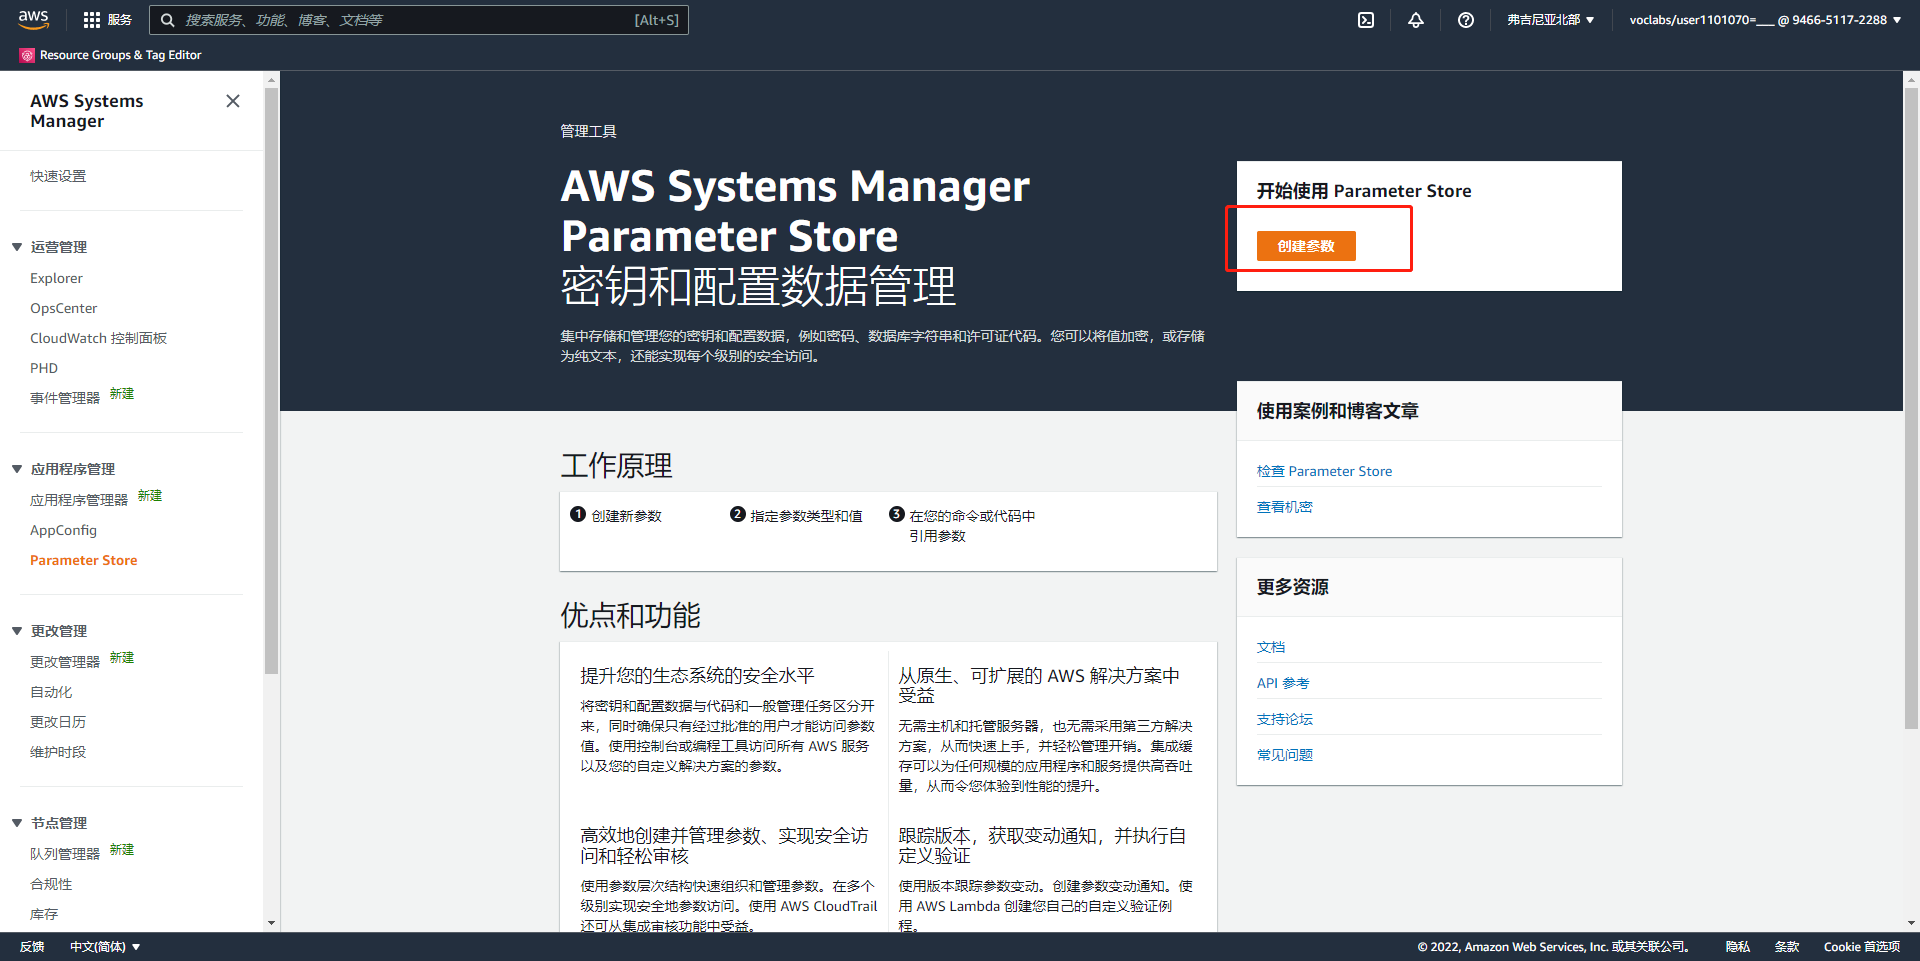 aws
服务
搜索服务、功能、博客、文档等
[Alt+S]
弗吉尼亚北部
voclabs/user1101070=___ @ 9466-5117-2288
Resource Groups & Tag Editor
AWS Systems
Manager
快速设置
运营管理
Explorer
OpsCenter
CloudWatch 控制面板
PHD
事件管理器 新建
应用程序管理
应用程序管理器 新建
AppConfig
Parameter Store
更改管理
更改管理器 新建
自动化
更改日历
维护时段
节点管理
队列管理器 新建
合规性
库存
管理工具
AWS Systems Manager
Parameter Store
密钥和配置数据管理
集中存储和管理您的密钥和配置数据，例如密码、数据库字符串和许可证代码。您可以将值加密，或存储
为纯文本，还能实现每个级别的安全访问。
开始使用 Parameter Store
创建参数
工作原理
1 创建新参数
2 指定参数类型和值
3 在您的命令或代码中
引用参数
优点和功能
提升您的生态系统的安全水平
将密钥和配置数据与代码和一般管理任务区分开
来，同时确保只有经过批准的用户才能访问参数
值。使用控制台或编程工具访问所有 AWS 服务
以及您的自定义解决方案的参数。
从原生、可扩展的 AWS 解决方案中
受益
无需主机和托管服务器，也无需采用第三方解决
方案，从而快速上手，并轻松管理开销。集成缓
存可以为任何规模的应用程序和服务提供高吞吐
量，从而令您体验到性能的提升。
高效地创建并管理参数、实现安全访
问和轻松审核
使用参数层次结构快速组织和管理参数。在多个
级别实现安全地参数访问。使用 AWS CloudTrail
还可从集成审核功能中受益。
跟踪版本，获取变动通知，并执行自
定义验证
使用版本跟踪参数变动。创建参数变动通知。使
用 AWS Lambda 创建您自己的自定义验证例
程。
使用案例和博客文章
检查 Parameter Store
查看机密
更多资源
文档
API 参考
支持论坛
常见问题
反馈
中文(简体)
© 2022, Amazon Web Services, Inc. 或其关联公司。
隐私
条款
Cookie 首选项